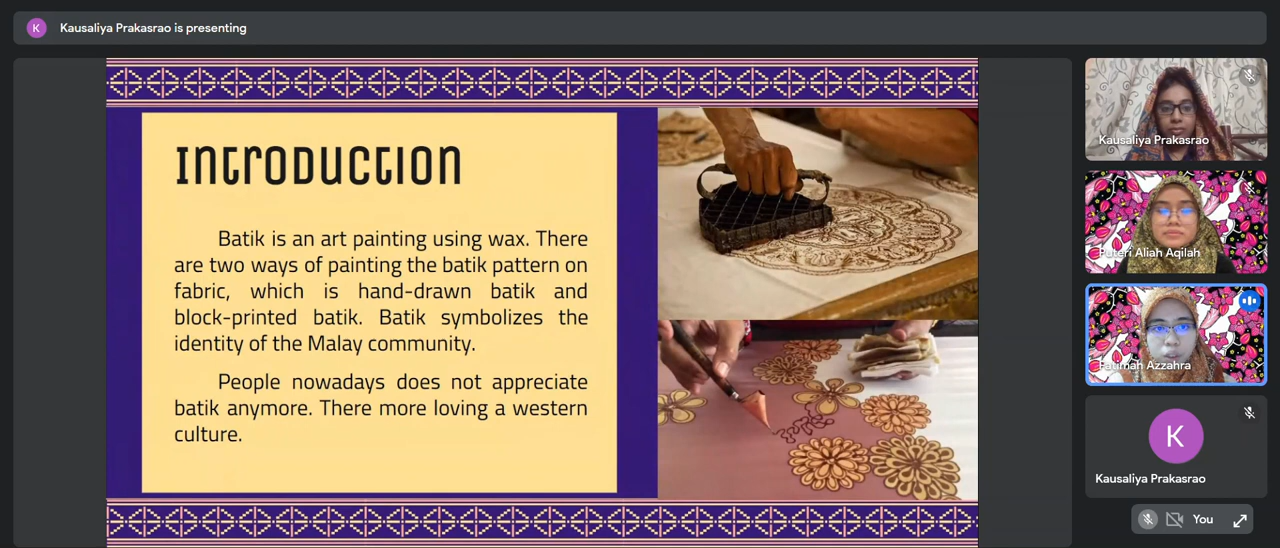 K
Kausaliya Prakasrao is presenting
Introduction
Batik is an art painting using wax. There
are two ways of painting the batik pattern on
fabric, which is hand-drawn batik and
block-printed batik. Batik symbolizes the
identity of the Malay community.
People nowadays does not appreciate
batik anymore. There more loving a western
culture.
Kausaliya Prakasrao
Puteri Aliah Aqilah
Fatimah Azzahra
K
Kausaliya Prakasrao
You